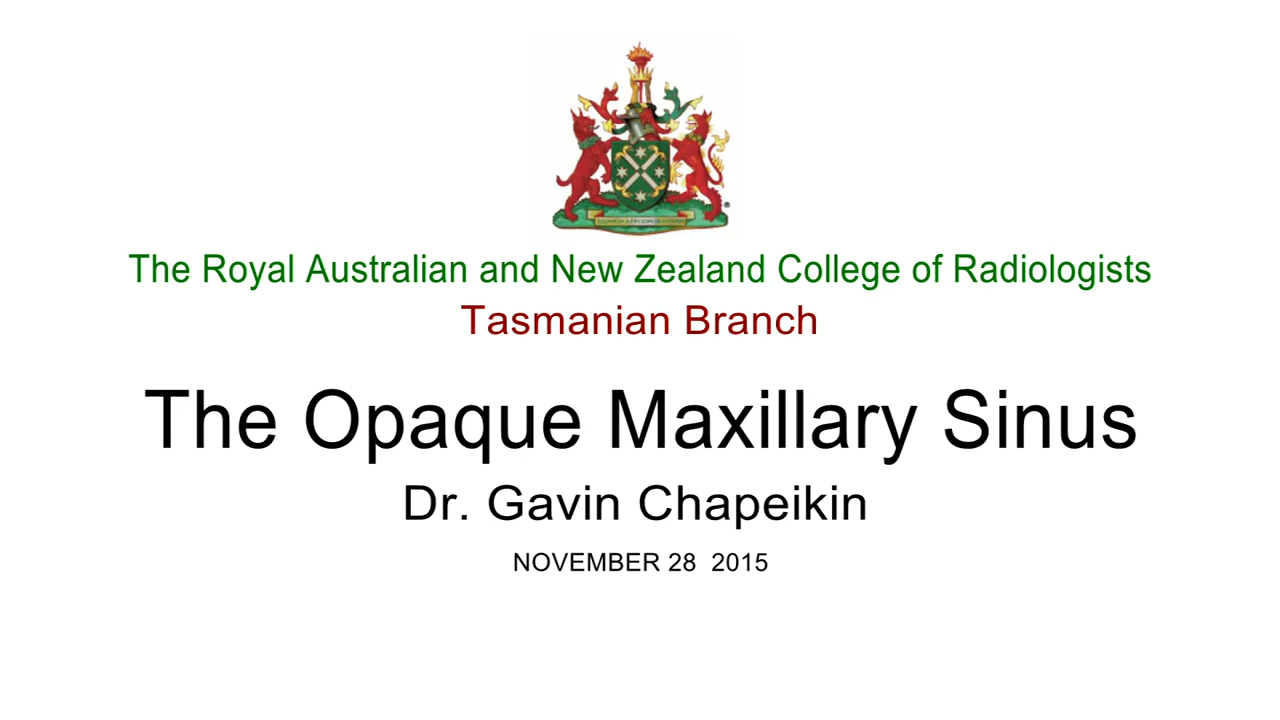 The Royal Australian and New Zealand College of Radiologists
Tasmanian Branch
The Opaque Maxillary Sinus
Dr. Gavin Chapeikin
NOVEMBER 28  2015